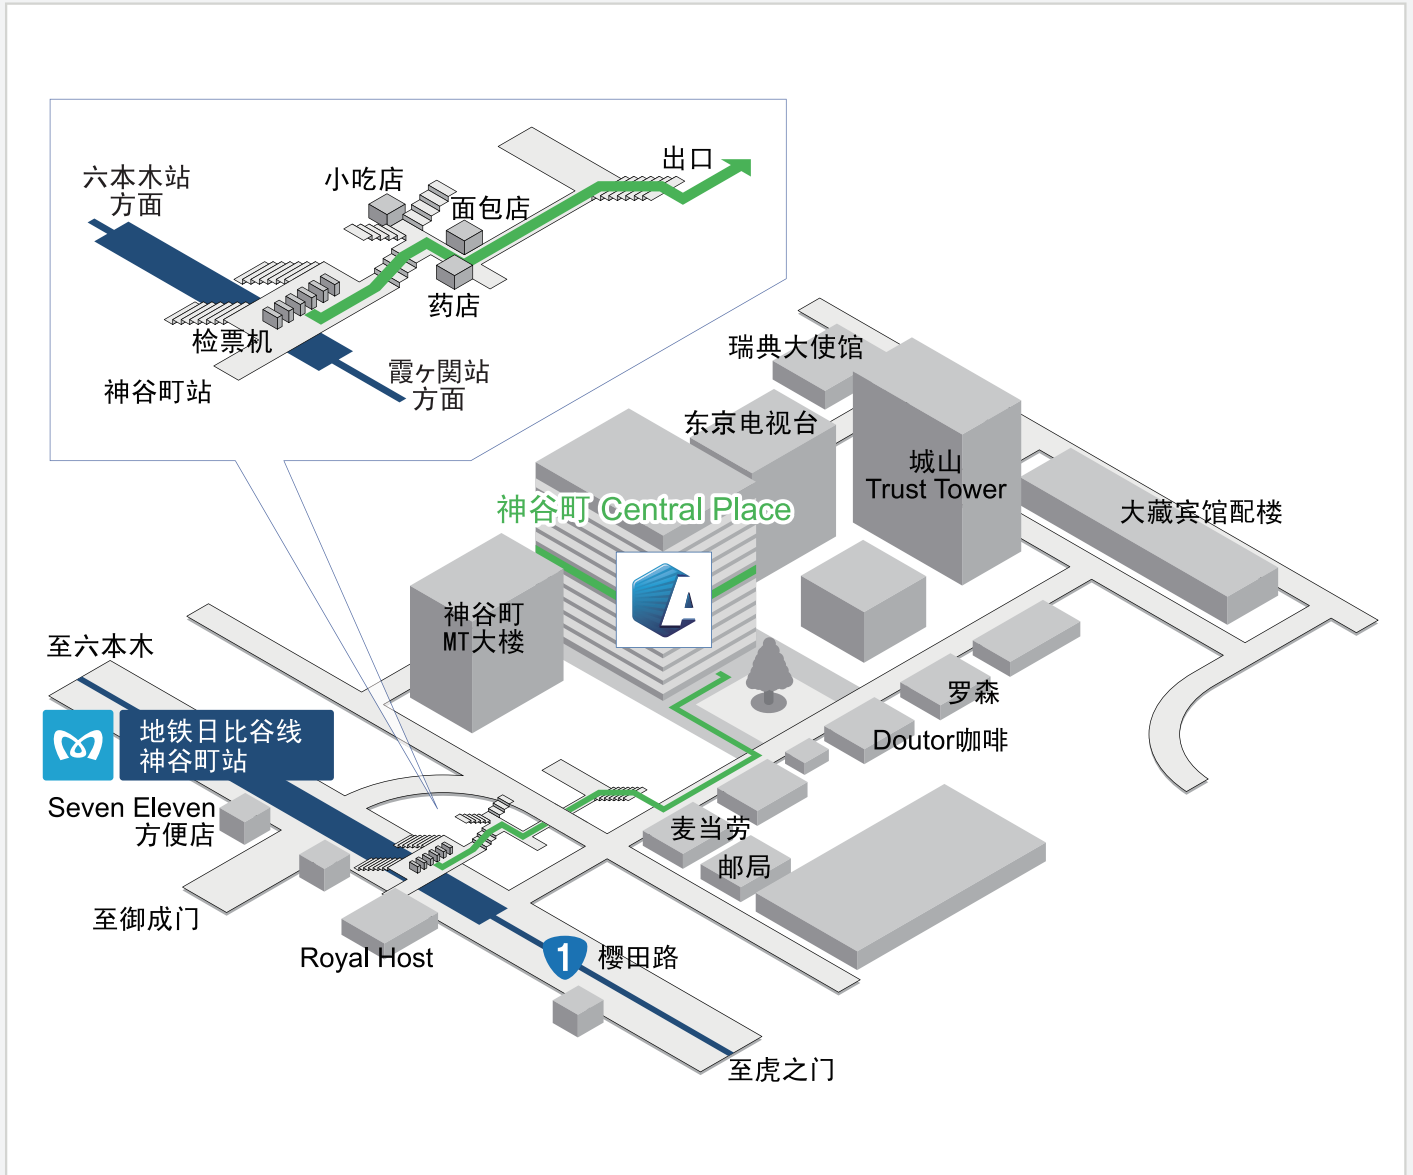 六本木站
方面
小吃店
面包店
出口
药店
检票机
神谷町站
霞ヶ関站
方面
瑞典大使馆
东京电视台
城山
Trust Tower
大藏宾馆配楼
神谷町 Central Place
A
神谷町
MT大楼
至六本木
地铁日比谷线
神谷町站
罗森
Doutor咖啡
Seven Eleven
方便店
麦当劳
邮局
至御成门
Royal Host
1
樱田路
至虎之门